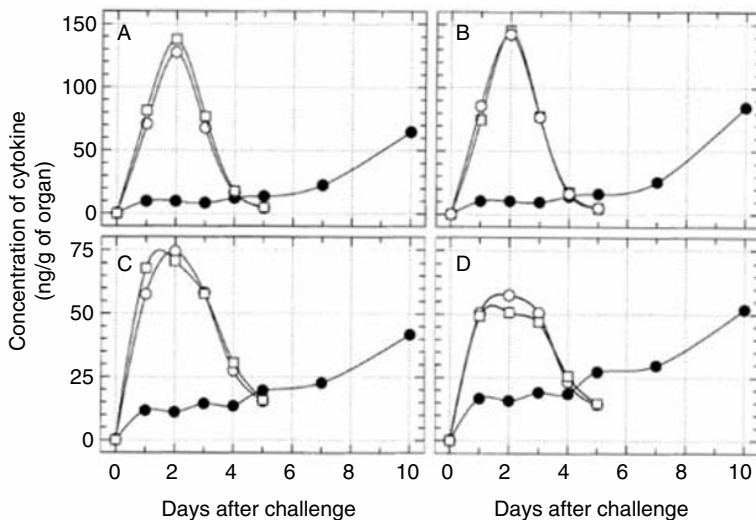 A
B
150
100
50
0
C
D
75
50
25
0
Concentration of cytokine
(ng/g of organ)
0 2 4 6 8 10
0 2 4 6 8 10
Days after challenge
Days after challenge